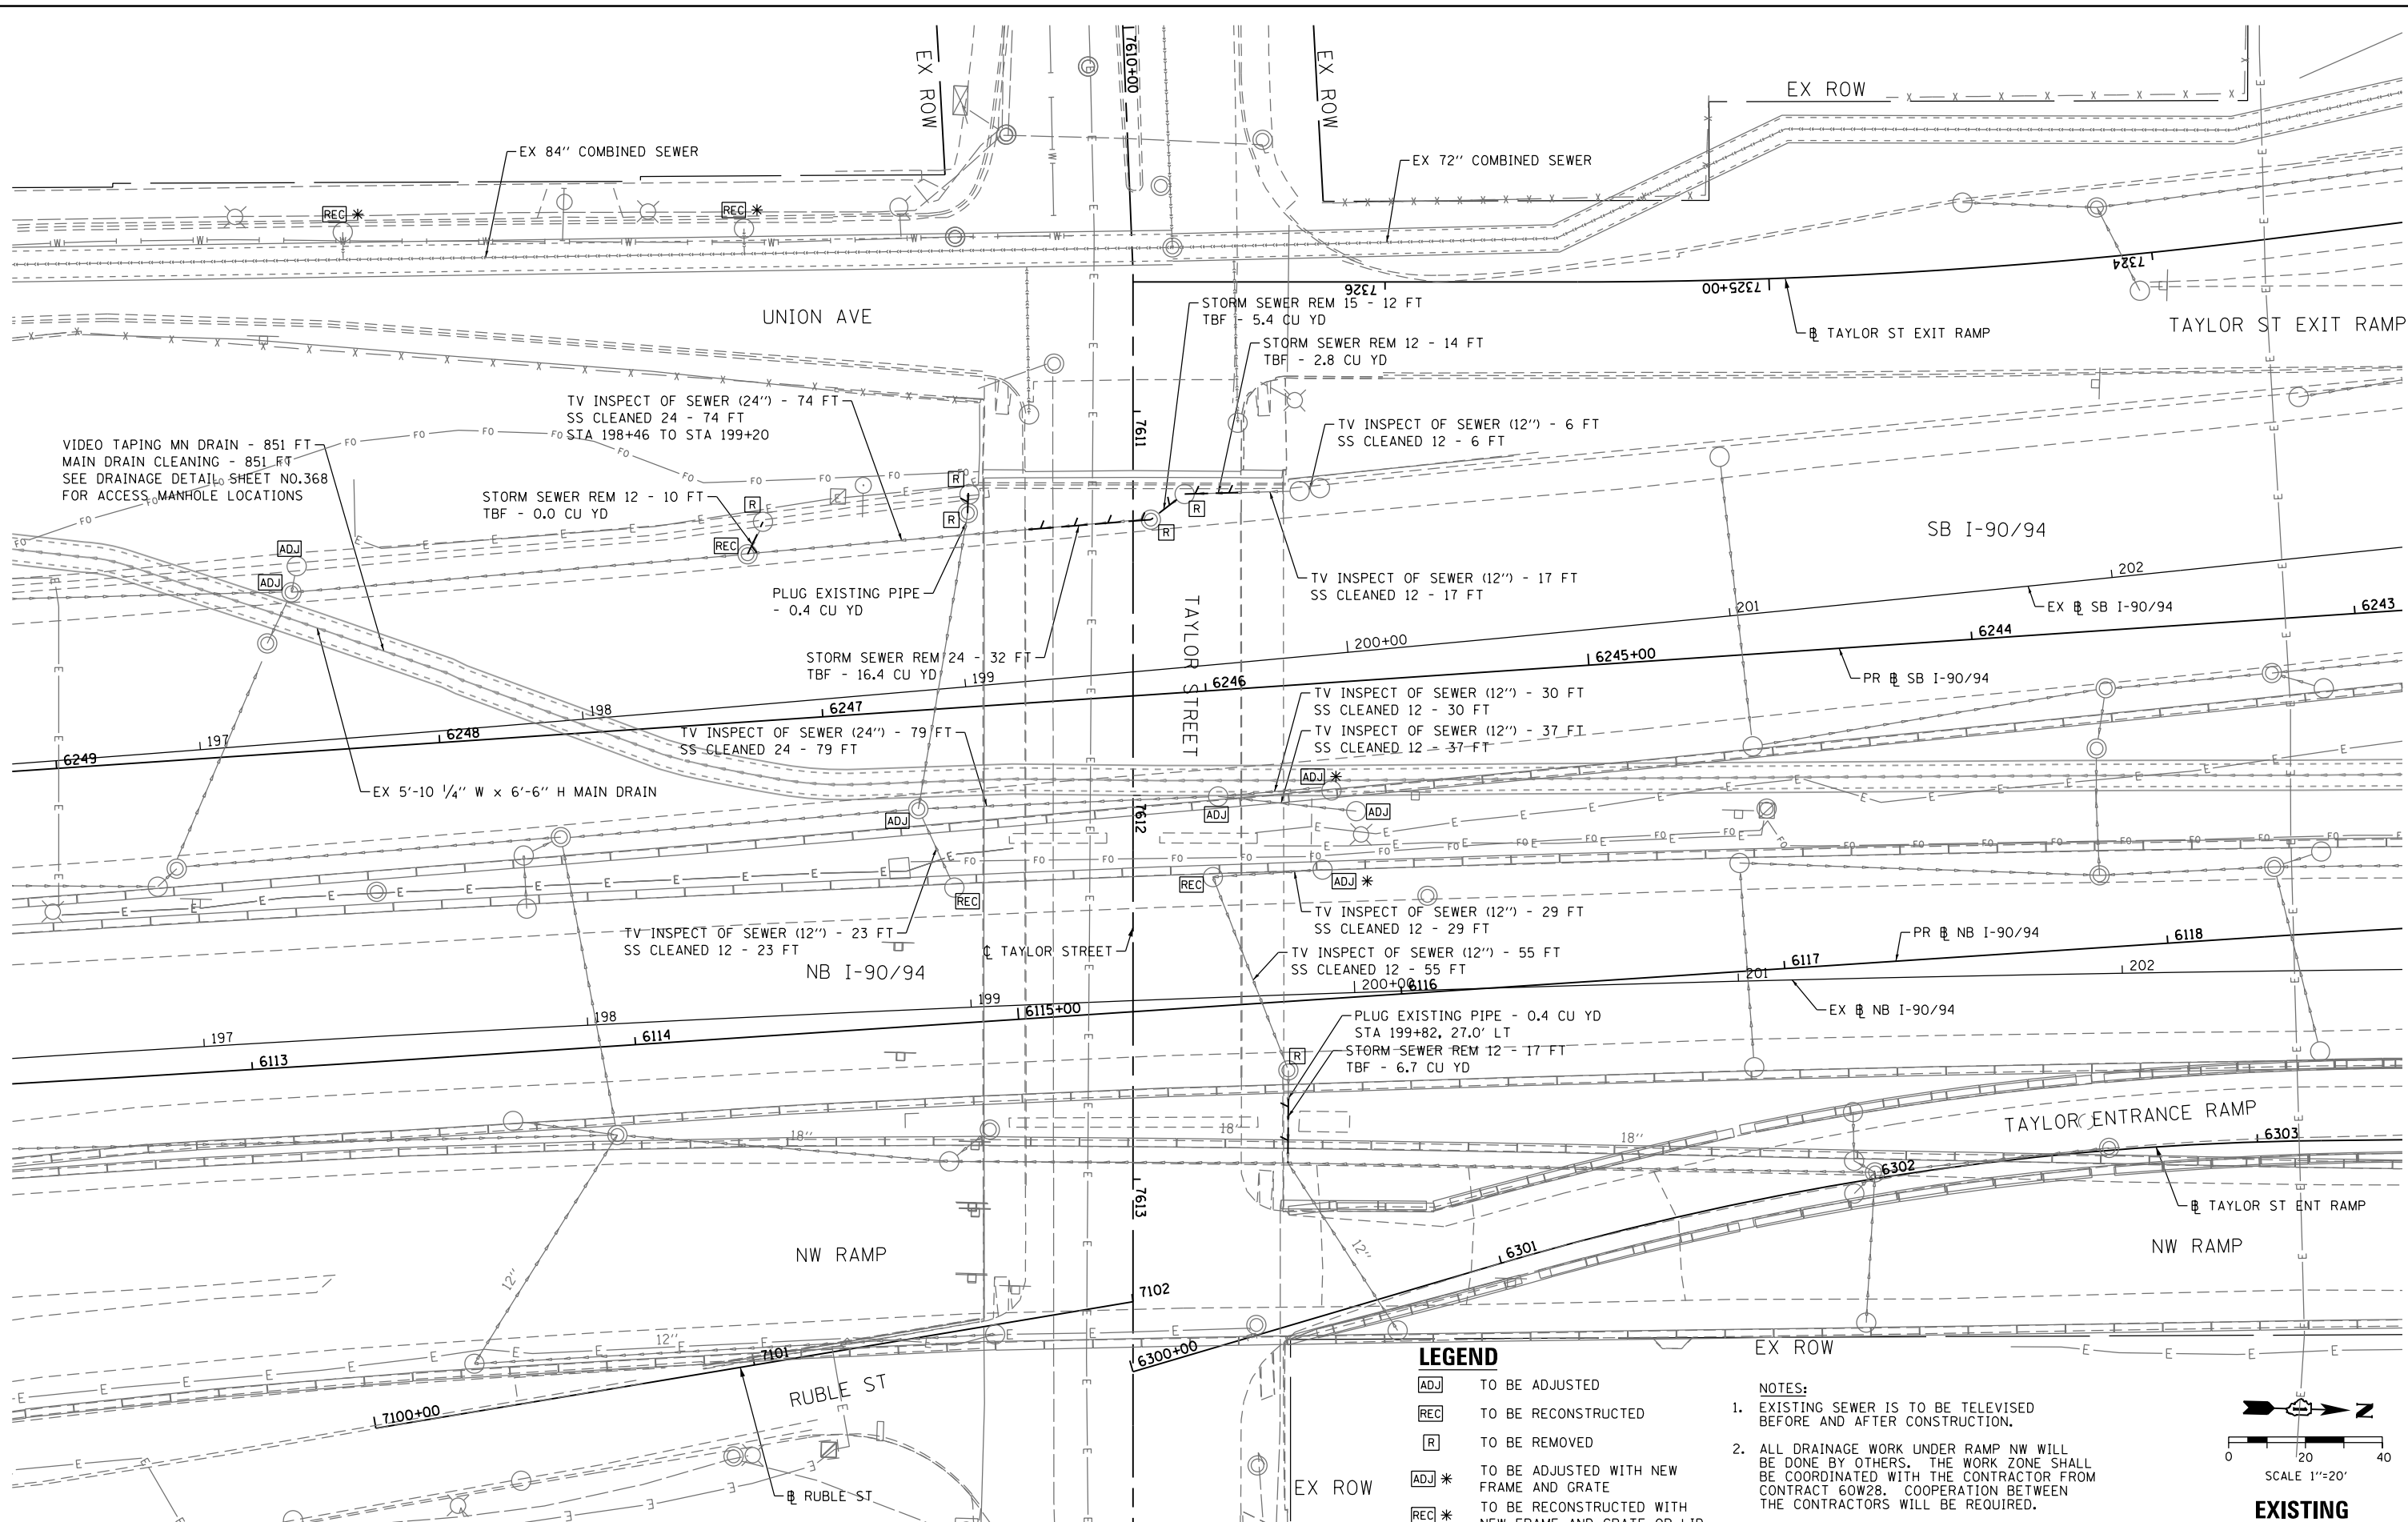 EX ROW
7610+00
EX ROW
EX ROW
EX 84" COMBINED SEWER
EX 72" COMBINED SEWER
REC *
REC *
UNION AVE
7326
7325+00
7324
℄ TAYLOR ST EXIT RAMP
TAYLOR ST EXIT RAMP
STORM SEWER REM 15 - 12 FT
TBF - 5.4 CU YD
STORM SEWER REM 12 - 14 FT
TBF - 2.8 CU YD
TV INSPECT OF SEWER (24") - 74 FT
SS CLEANED 24 - 74 FT
STA 198+46 TO STA 199+20
7611
TV INSPECT OF SEWER (12") - 6 FT
SS CLEANED 12 - 6 FT
VIDEO TAPING MN DRAIN - 851 FT
MAIN DRAIN CLEANING - 851 FT
SEE DRAINAGE DETAIL SHEET NO.368
FOR ACCESS MANHOLE LOCATIONS
STORM SEWER REM 12 - 10 FT
TBF - 0.0 CU YD
R
R
R
R
R
REC
ADJ
ADJ
SB I-90/94
PLUG EXISTING PIPE
- 0.4 CU YD
TV INSPECT OF SEWER (12") - 17 FT
SS CLEANED 12 - 17 FT
TAYLOR STREET
202
201
200+00
199
198
197
EX ℄ SB I-90/94
6243
6244
6245+00
6246
6247
6248
6249
PR ℄ SB I-90/94
STORM SEWER REM 24 - 32 FT
TBF - 16.4 CU YD
TV INSPECT OF SEWER (12") - 30 FT
SS CLEANED 12 - 30 FT
TV INSPECT OF SEWER (12") - 37 FT
SS CLEANED 12 - 37 FT
TV INSPECT OF SEWER (24") - 79 FT
SS CLEANED 24 - 79 FT
EX 5'-10 1/4" W x 6'-6" H MAIN DRAIN
ADJ *
ADJ
ADJ
ADJ
7612
REC
REC
ADJ *
TV INSPECT OF SEWER (12") - 23 FT
SS CLEANED 12 - 23 FT
TV INSPECT OF SEWER (12") - 29 FT
SS CLEANED 12 - 29 FT
℄ TAYLOR STREET
NB I-90/94
TV INSPECT OF SEWER (12") - 55 FT
SS CLEANED 12 - 55 FT
PR ℄ NB I-90/94
6118
6117
6116
6115+00
6114
6113
202
201
200+00
199
198
197
EX ℄ NB I-90/94
PLUG EXISTING PIPE - 0.4 CU YD
STA 199+82, 27.0' LT
STORM SEWER REM 12 - 17 FT
TBF - 6.7 CU YD
R
18"
18"
18"
TAYLOR ENTRANCE RAMP
6303
6302
6301
6300+00
℄ TAYLOR ST ENT RAMP
7613
NW RAMP
NW RAMP
12"
12"
12"
7102
7101
7100+00
RUBLE ST
℄ RUBLE ST
EX ROW
EX ROW
LEGEND
ADJ TO BE ADJUSTED
REC TO BE RECONSTRUCTED
R TO BE REMOVED
ADJ * TO BE ADJUSTED WITH NEW
FRAME AND GRATE
REC * TO BE RECONSTRUCTED WITH
NEW FRAME AND GRATE OR LID
NOTES:
1. EXISTING SEWER IS TO BE TELEVISED
BEFORE AND AFTER CONSTRUCTION.
2. ALL DRAINAGE WORK UNDER RAMP NW WILL
BE DONE BY OTHERS. THE WORK ZONE SHALL
BE COORDINATED WITH THE CONTRACTOR FROM
CONTRACT 60W28. COOPERATION BETWEEN
THE CONTRACTORS WILL BE REQUIRED.
N
0 20 40
SCALE 1"=20'
EXISTING